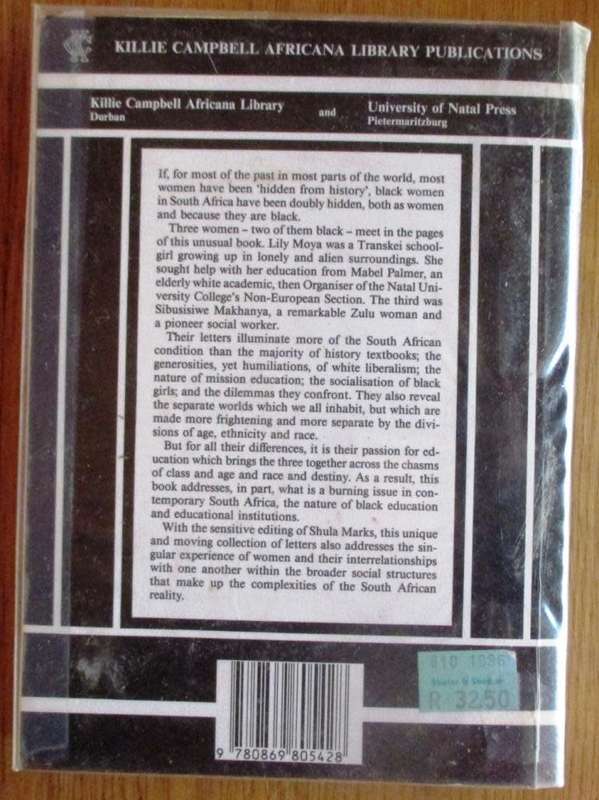 KILLIE CAMPBELL AFRICANA LIBRARY PUBLICATIONS
Killie Campbell Africana Library
Durban
and
University of Natal Press
Pietermaritzburg
If, for most of the past in most parts of the world, most
women have been 'hidden from history', black women
in South Africa have been doubly hidden, both as women
and because they are black.
Three women – two of them black – meet in the pages
of this unusual book. Lily Moya was a Transkei school-
girl growing up in lonely and alien surroundings. She
sought help with her education from Mabel Palmer, an
elderly white academic, then Organiser of the Natal Uni-
versity College's Non-European Section. The third was
Sibusisiwe Makhanya, a remarkable Zulu woman and
a pioneer social worker.
Their letters illuminate more of the South African
condition than the majority of history textbooks; the
generosities, yet humiliations, of white liberalism; the
nature of mission education; the socialisation of black
girls; and the dilemmas they confront. They also reveal
the separate worlds which we all inhabit, but which are
made more frightening and more separate by the divi-
sions of age, ethnicity and race.
But for all their differences, it is their passion for ed-
ucation which brings the three together across the chasms
of class and age and race and destiny. As a result, this
book addresses, in part, what is a burning issue in con-
temporary South Africa, the nature of black education
and educational institutions.
With the sensitive editing of Shula Marks, this unique
and moving collection of letters also addresses the sin-
gular experience of women and their interrelationships
with one another within the broader social structures
that make up the complexities of the South African
reality.
R 32.50
9 780869 805428